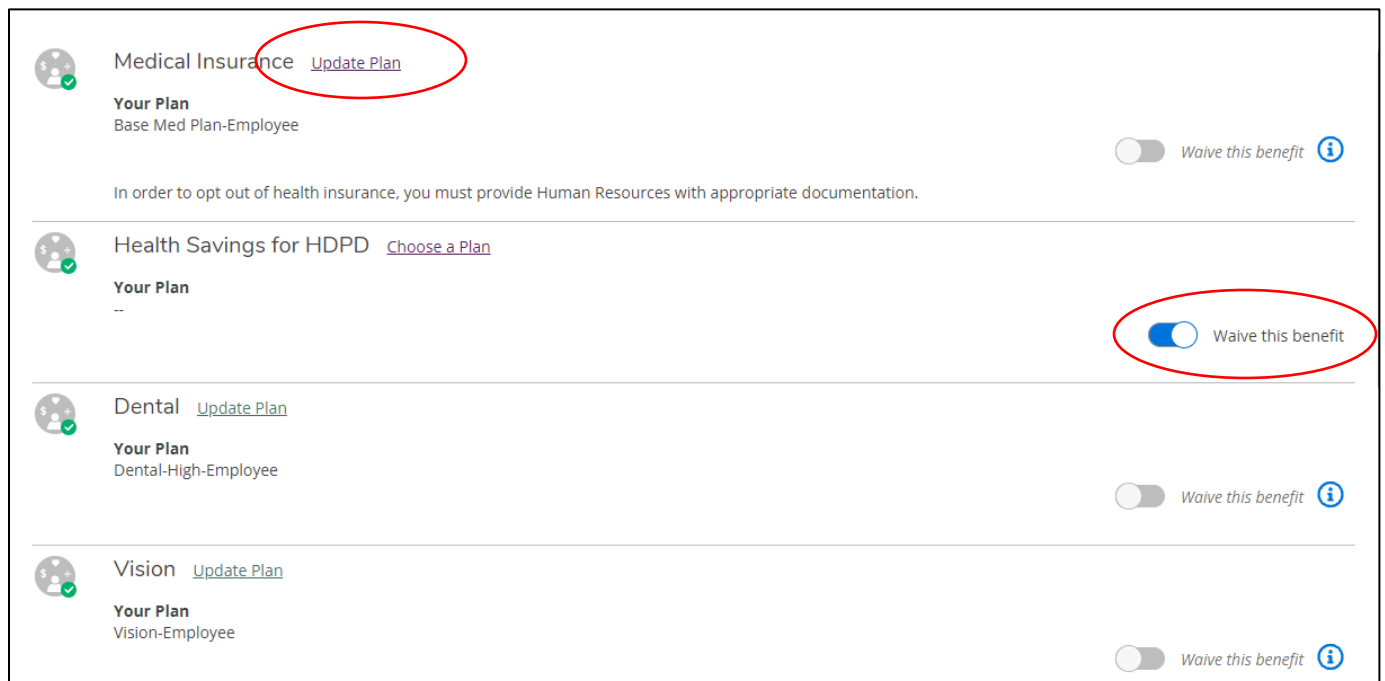 Medical Insurance Update Plan
Your Plan
Base Med Plan-Employee
Waive this benefit
In order to opt out of health insurance, you must provide Human Resources with appropriate documentation.
Health Savings for HDPD Choose a Plan
Your Plan
--
Waive this benefit
Dental Update Plan
Your Plan
Dental-High-Employee
Waive this benefit
Vision Update Plan
Your Plan
Vision-Employee
Waive this benefit